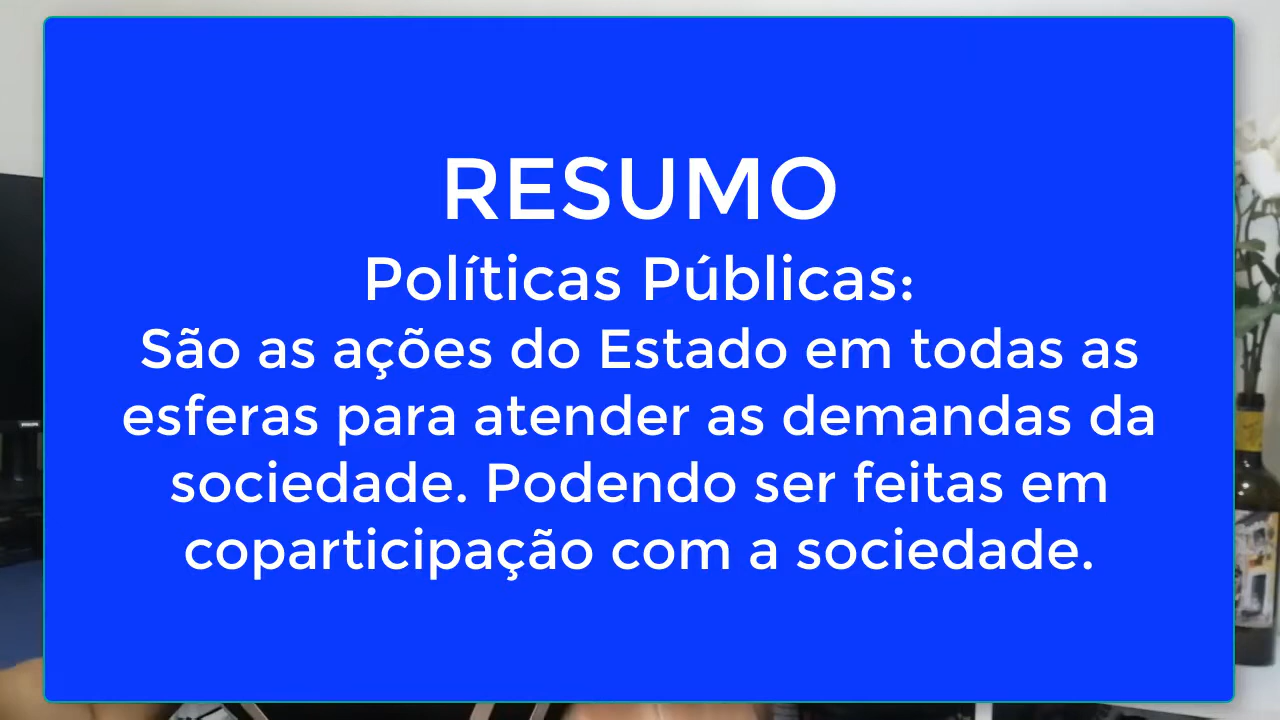 RESUMO
Políticas Públicas:
São as ações do Estado em todas as
esferas para atender as demandas da
sociedade. Podendo ser feitas em
coparticipação com a sociedade.